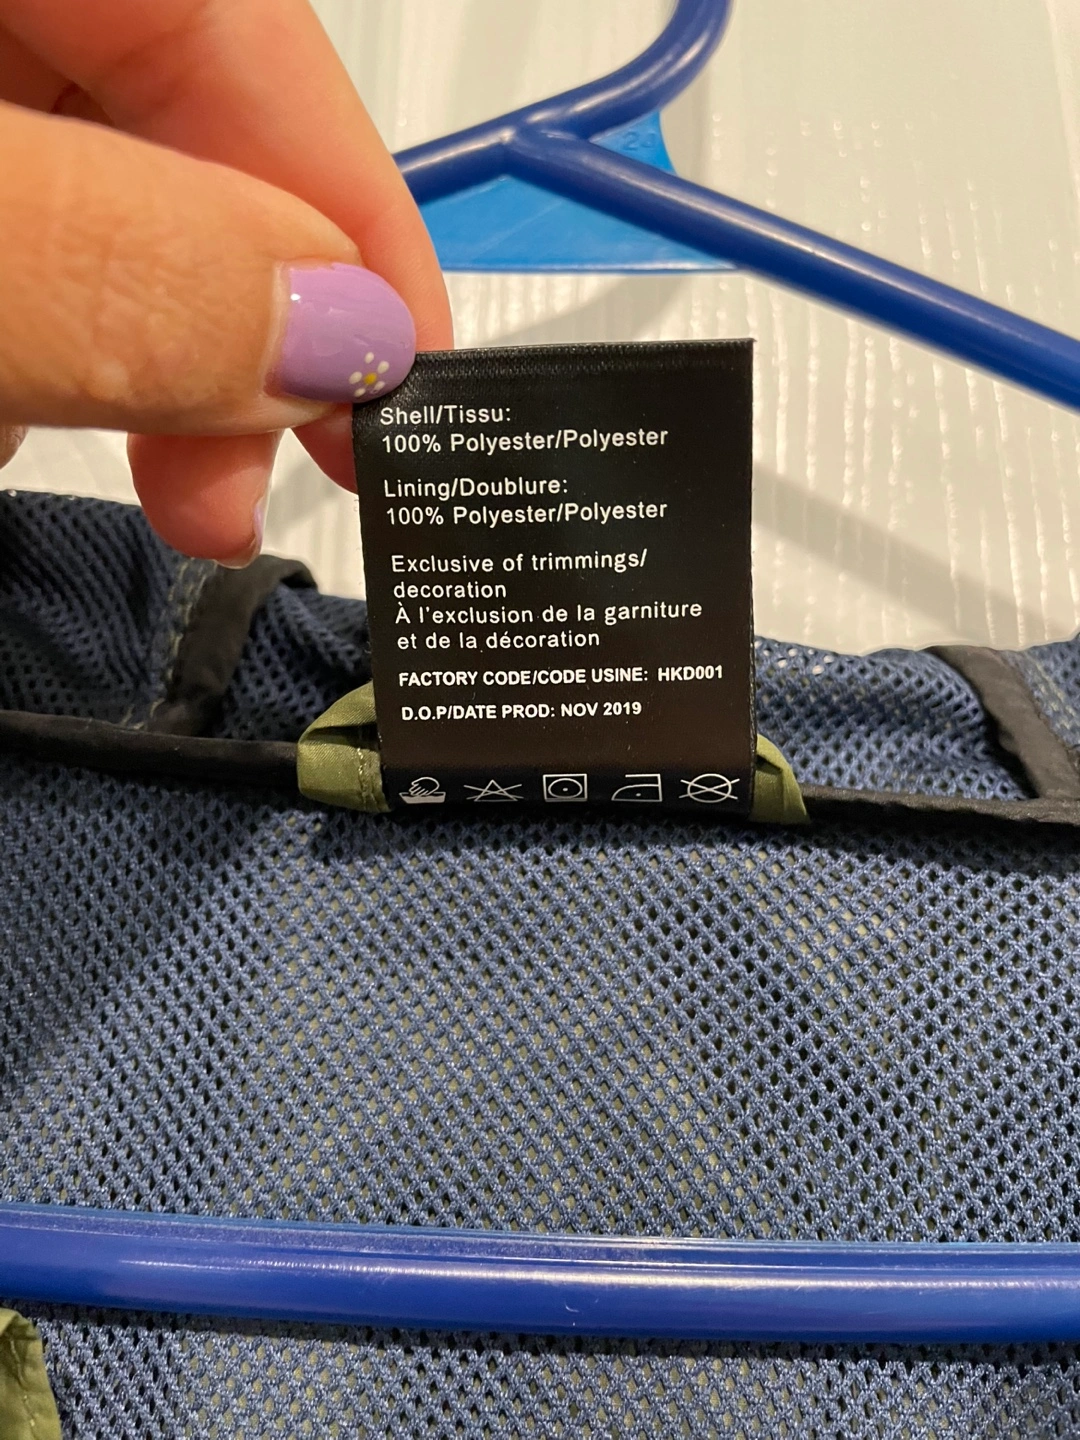 20
Shell/Tissu:
100% Polyester/Polyester
Lining/Doublure:
100% Polyester/Polyester
Exclusive of trimmings/
decoration
À l'exclusion de la garniture
et de la décoration
FACTORY CODE/CODE USINE: HKD001
D.O.P/DATE PROD: NOV 2019